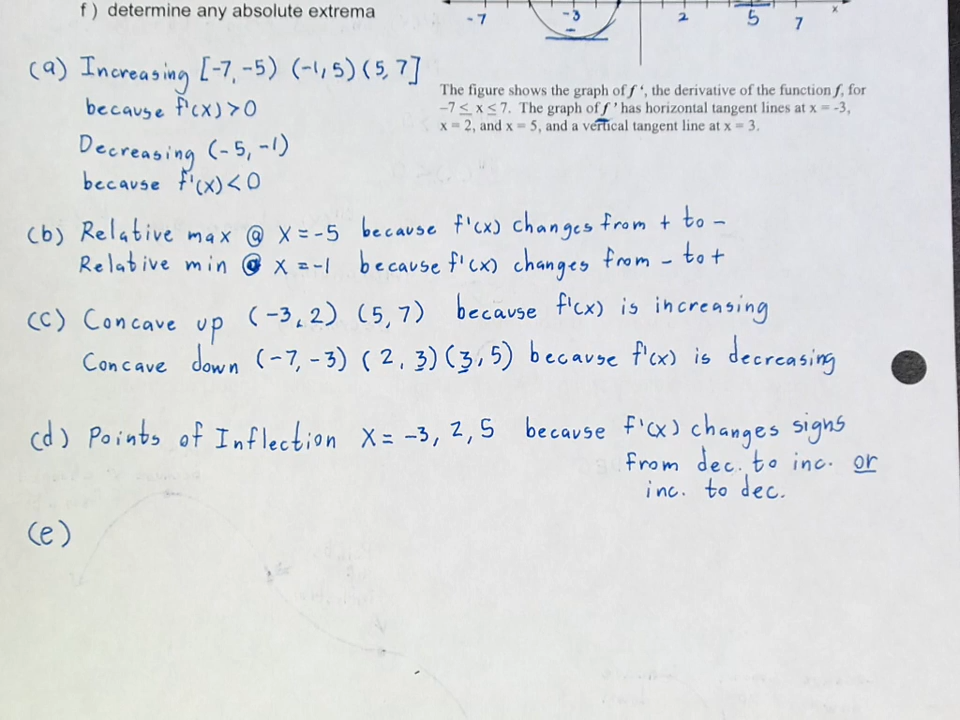 f ) determine any absolute extrema
-7 -3 2 5 7 x
The figure shows the graph of f ', the derivative of the function f, for
-7 ≤ x ≤ 7. The graph of f ' has horizontal tangent lines at x = -3,
x = 2, and x = 5, and a vertical tangent line at x = 3.
(a) Increasing [-7,-5) (-1,5) (5,7]
because f'(x) > 0
Decreasing (-5,-1)
because f'(x) < 0
(b) Relative max @ x = -5 because f'(x) changes from + to -
Relative min @ x = -1 because f'(x) changes from - to +
(c) Concave up (-3,2) (5,7) because f'(x) is increasing
Concave down (-7,-3) (2,3) (3,5) because f'(x) is decreasing
(d) Points of Inflection x = -3, 2, 5 because f'(x) changes signs
from dec. to inc. or
inc. to dec.
(e)